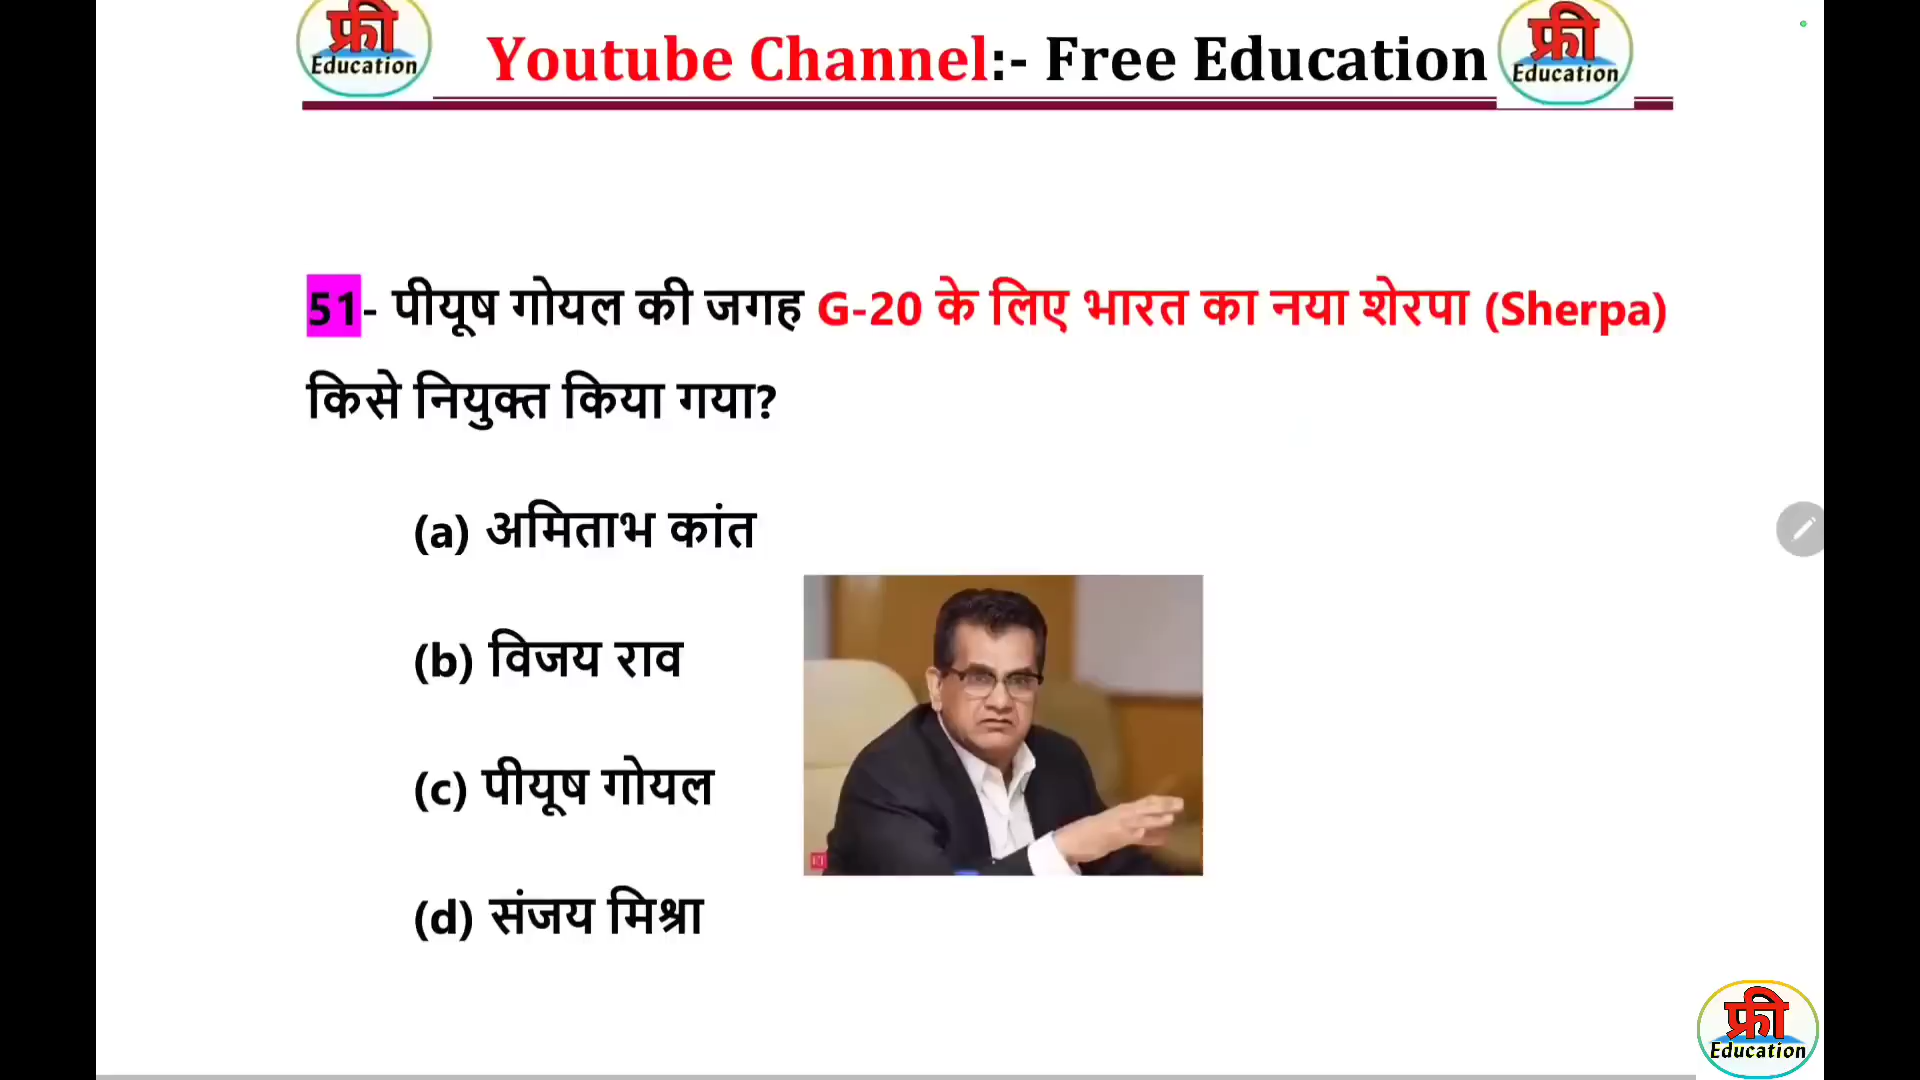 फ्री
Education
Youtube Channel:- Free Education
फ्री
Education
51- पीयूष गोयल की जगह G-20 के लिए भारत का नया शेरपा (Sherpa)
किसे नियुक्त किया गया?
(a) अमिताभ कांत
(b) विजय राव
(c) पीयूष गोयल
(d) संजय मिश्रा
ET
फ्री
Education